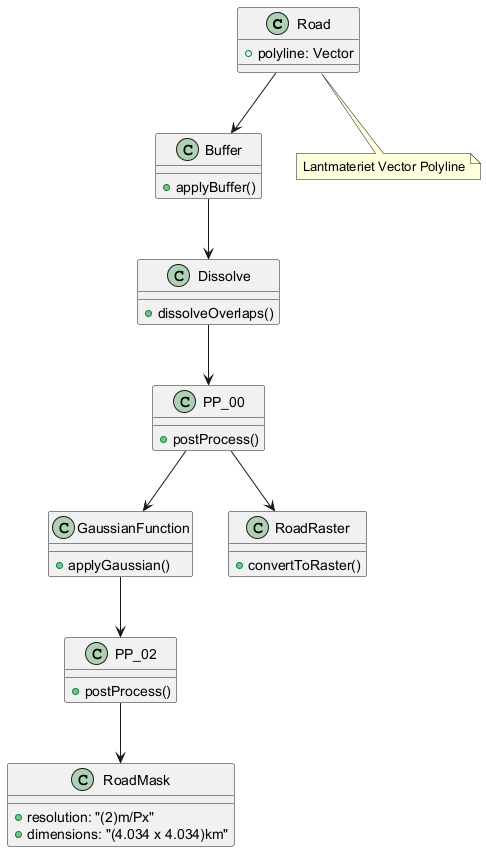 C Road
polyline: Vector
Lantmateriet Vector Polyline
C Buffer
applyBuffer()
C Dissolve
dissolveOverlaps()
C PP_00
postProcess()
C GaussianFunction
applyGaussian()
C RoadRaster
convertToRaster()
C PP_02
postProcess()
C RoadMask
resolution: "(2)m/Px"
dimensions: "(4.034 x 4.034)km"